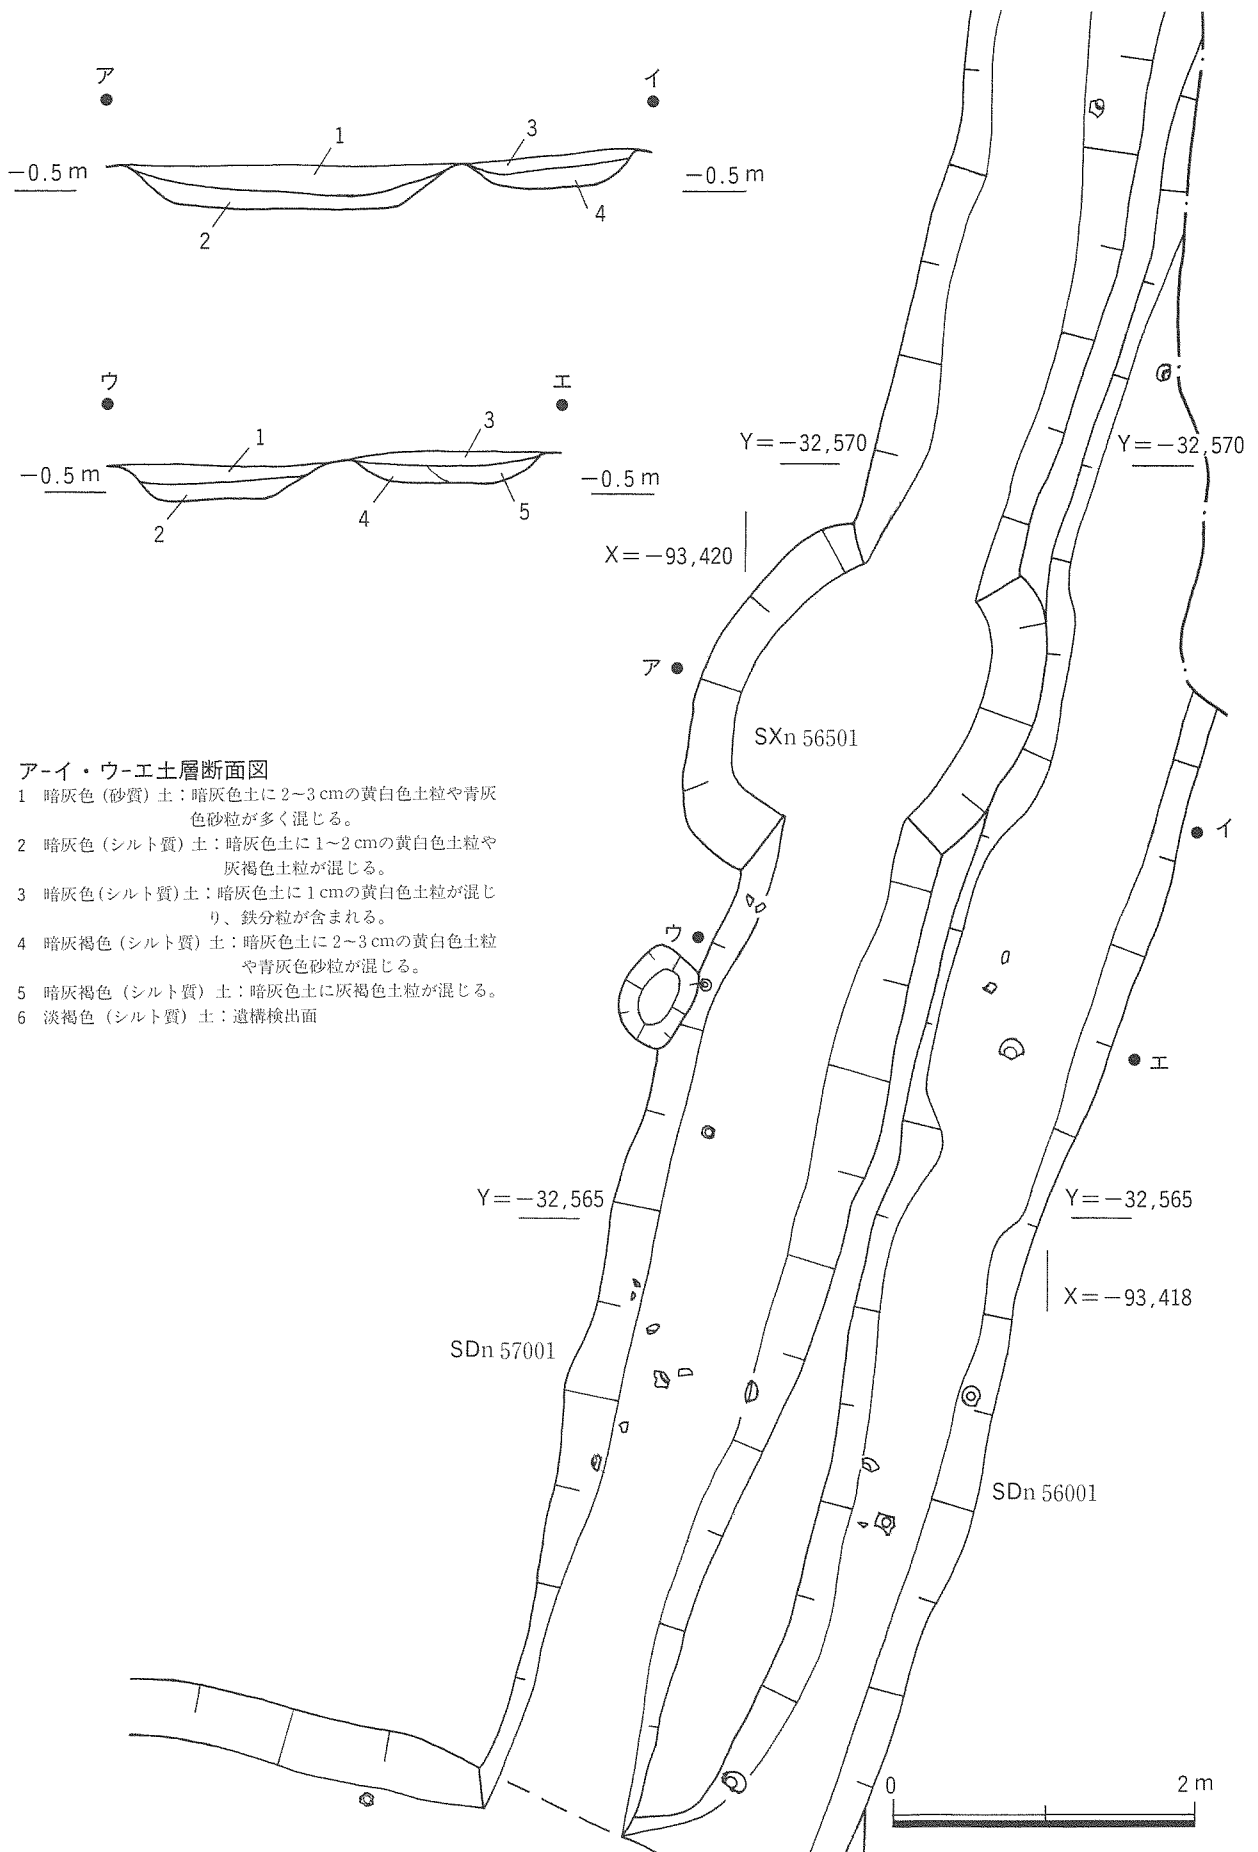 ア
イ
1
3
−0.5 m
−0.5 m
2
4
ウ
エ
1
3
−0.5 m
−0.5 m
2
4
5
Y＝−32,570
Y＝−32,570
X＝−93,420
ア
SXn 56501
イ
ア-イ・ウ-エ土層断面図
1 暗灰色（砂質）土：暗灰色土に2~3 cmの黄白色土粒や青灰
色砂粒が多く混じる。
2 暗灰色（シルト質）土：暗灰色土に1~2 cmの黄白色土粒や
灰褐色土粒が混じる。
3 暗灰色（シルト質）土：暗灰色土に1 cmの黄白色土粒が混じ
り、鉄分粒が含まれる。
4 暗灰褐色（シルト質）土：暗灰色土に2~3 cmの黄白色土粒
や青灰色砂粒が混じる。
5 暗灰褐色（シルト質）土：暗灰色土に灰褐色土粒が混じる。
6 淡褐色（シルト質）土：遺構検出面
ウ
エ
Y＝−32,565
Y＝−32,565
X＝−93,418
SDn 57001
SDn 56001
0
2 m